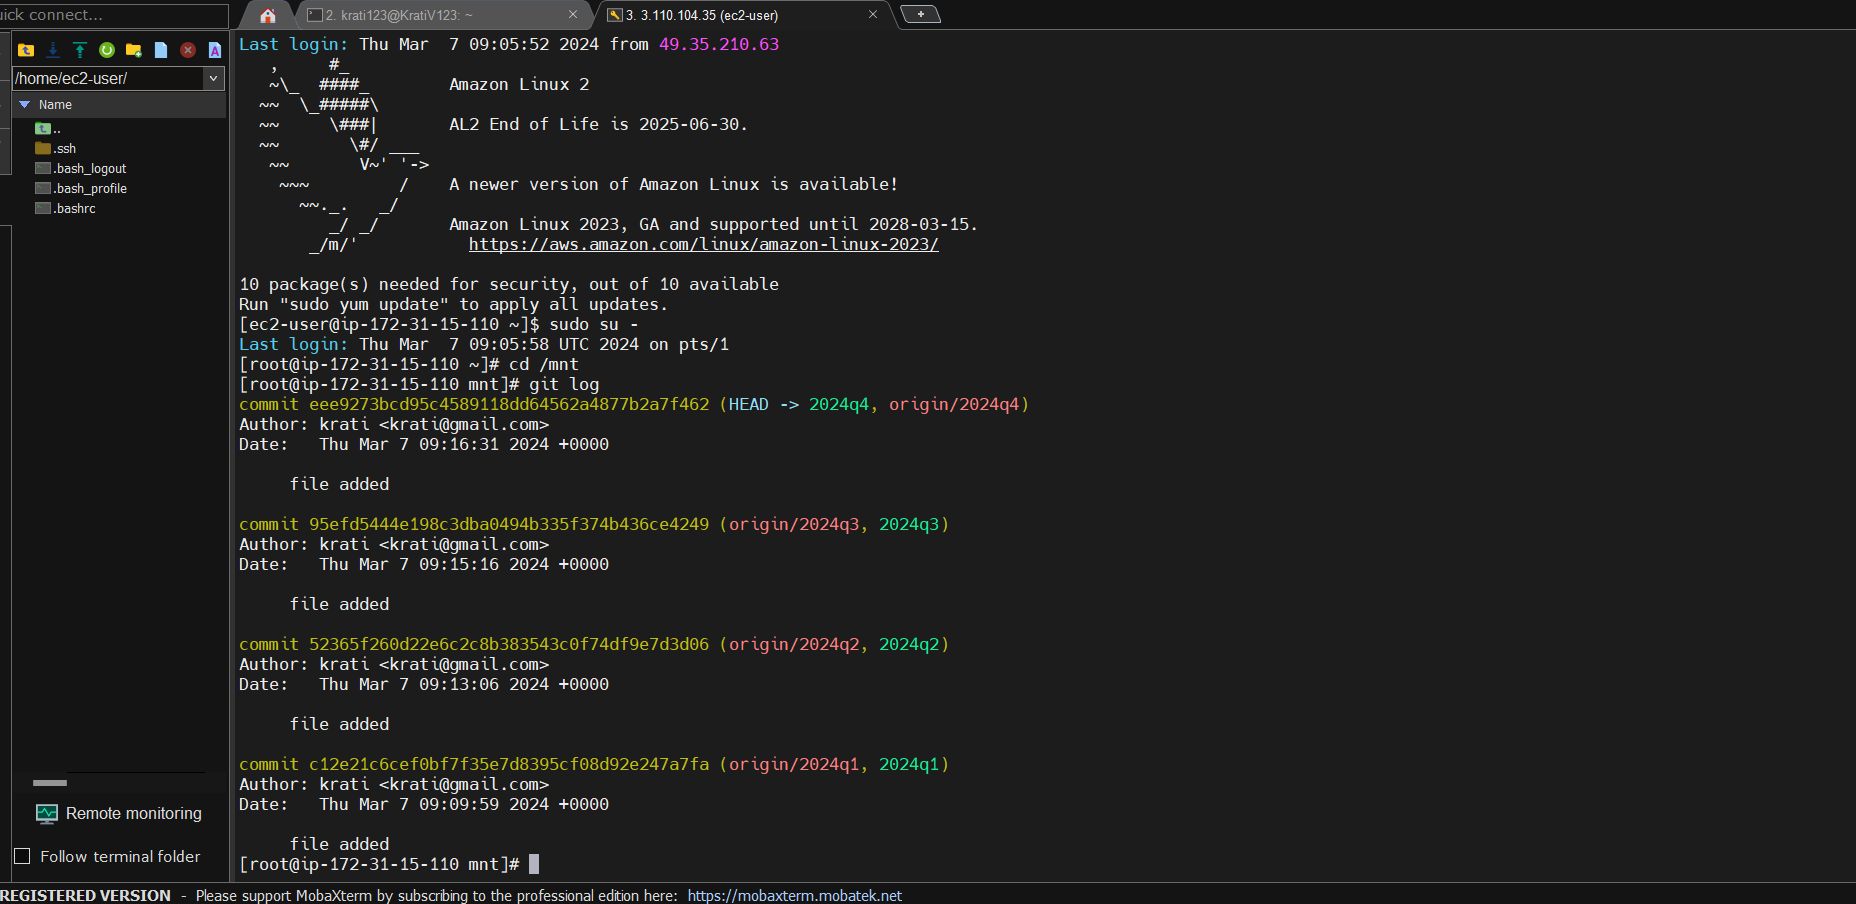 uick connect...
2. krati123@KratiV123: ~
3. 3.110.104.35 (ec2-user)
/home/ec2-user/
Name
..
.ssh
.bash_logout
.bash_profile
.bashrc
Last login: Thu Mar  7 09:05:52 2024 from 49.35.210.63
   ,     #_
   ~\_  ####_        Amazon Linux 2
  ~~  \_#####\
  ~~     \###|       AL2 End of Life is 2025-06-30.
  ~~       \#/ ___
   ~~       V~' '->
    ~~~         /    A newer version of Amazon Linux is available!
      ~~._.   _/
         _/ _/       Amazon Linux 2023, GA and supported until 2028-03-15.
       _/m/'           https://aws.amazon.com/linux/amazon-linux-2023/
10 package(s) needed for security, out of 10 available
Run "sudo yum update" to apply all updates.
[ec2-user@ip-172-31-15-110 ~]$ sudo su -
Last login: Thu Mar  7 09:05:58 UTC 2024 on pts/1
[root@ip-172-31-15-110 ~]# cd /mnt
[root@ip-172-31-15-110 mnt]# git log
commit eee9273bcd95c4589118dd64562a4877b2a7f462 (HEAD -> 2024q4, origin/2024q4)
Author: krati <krati@gmail.com>
Date:   Thu Mar 7 09:16:31 2024 +0000
file added
commit 95efd5444e198c3dba0494b335f374b436ce4249 (origin/2024q3, 2024q3)
Author: krati <krati@gmail.com>
Date:   Thu Mar 7 09:15:16 2024 +0000
file added
commit 52365f260d22e6c2c8b383543c0f74df9e7d3d06 (origin/2024q2, 2024q2)
Author: krati <krati@gmail.com>
Date:   Thu Mar 7 09:13:06 2024 +0000
file added
commit c12e21c6cef0bf7f35e7d8395cf08d92e247a7fa (origin/2024q1, 2024q1)
Author: krati <krati@gmail.com>
Date:   Thu Mar 7 09:09:59 2024 +0000
file added
[root@ip-172-31-15-110 mnt]#
Remote monitoring
Follow terminal folder
REGISTERED VERSION  -  Please support MobaXterm by subscribing to the professional edition here:  https://mobaxterm.mobatek.net